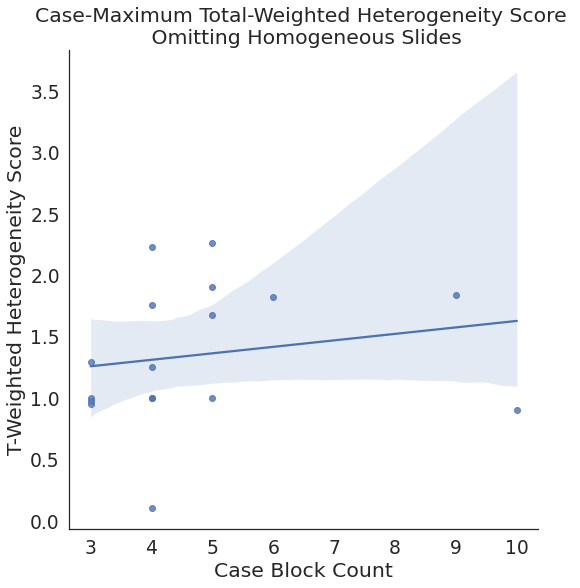 Case-Maximum Total-Weighted Heterogeneity Score
Omitting Homogeneous Slides
T-Weighted Heterogeneity Score
3.5
3.0
2.5
2.0
1.5
1.0
0.5
0.0
3 4 5 6 7 8 9 10
Case Block Count